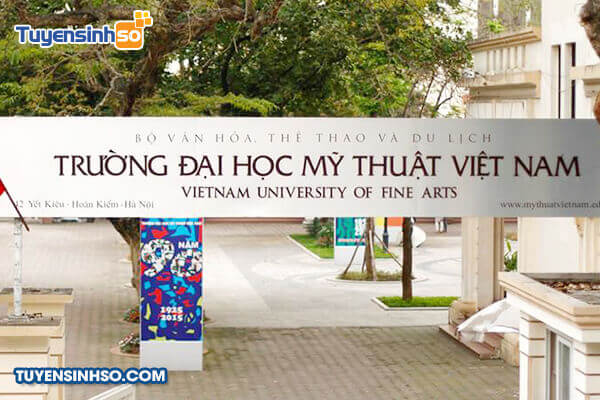 Tuyensinhso
BỘ VĂN HÓA, THỂ THAO VÀ DU LỊCH
TRƯỜNG ĐẠI HỌC MỸ THUẬT VIỆT NAM
VIETNAM UNIVERSITY OF FINE ARTS
42 Yết Kiêu - Hoàn Kiếm - Hà Nội
www.mythuatvietnam.ed
90
NĂM
1925
2015
TUYENSINHSO.COM